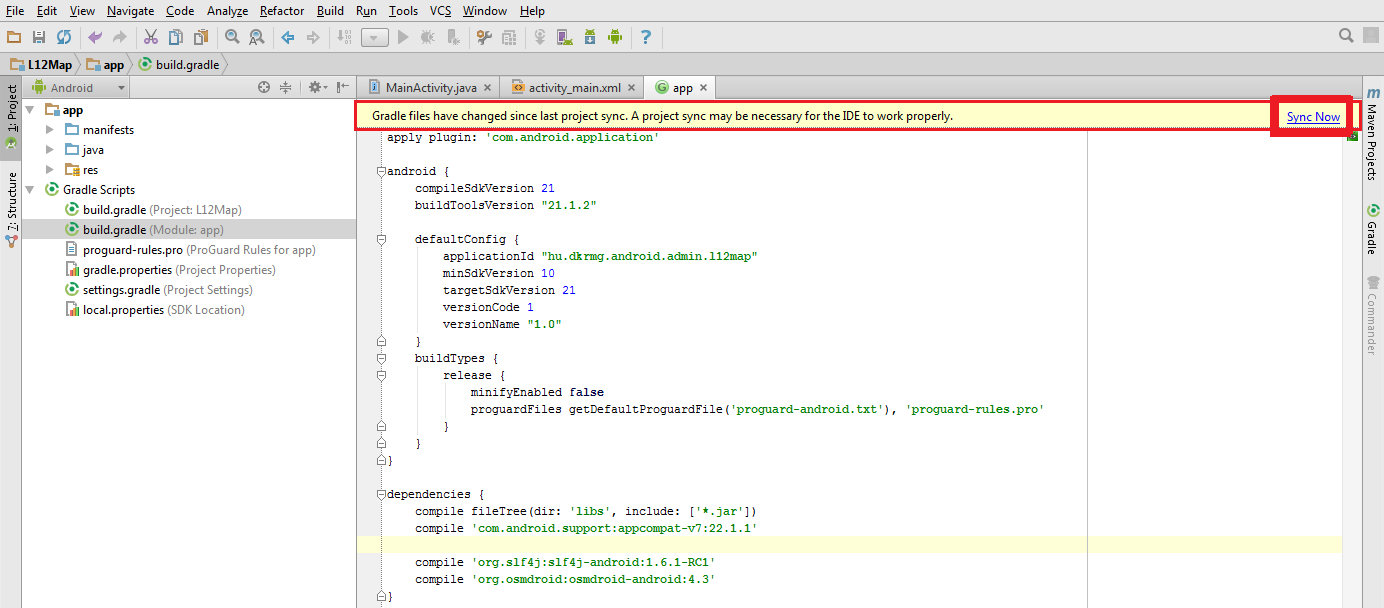 File Edit View Navigate Code Analyze Refactor Build Run Tools VCS Window Help
L12Map app build.gradle
1: Project
7: Structure
Android
app
manifests
java
res
Gradle Scripts
build.gradle (Project: L12Map)
build.gradle (Module: app)
proguard-rules.pro (ProGuard Rules for app)
gradle.properties (Project Properties)
settings.gradle (Project Settings)
local.properties (SDK Location)
MainActivity.java activity_main.xml app
Gradle files have changed since last project sync. A project sync may be necessary for the IDE to work properly. Sync Now
apply plugin: 'com.android.application'
android {
compileSdkVersion 21
buildToolsVersion "21.1.2"
defaultConfig {
applicationId "hu.dkrmg.android.admin.l12map"
minSdkVersion 10
targetSdkVersion 21
versionCode 1
versionName "1.0"
}
buildTypes {
release {
minifyEnabled false
proguardFiles getDefaultProguardFile('proguard-android.txt'), 'proguard-rules.pro'
}
}
}
dependencies {
compile fileTree(dir: 'libs', include: ['*.jar'])
compile 'com.android.support:appcompat-v7:22.1.1'
compile 'org.slf4j:slf4j-android:1.6.1-RC1'
compile 'org.osmdroid:osmdroid-android:4.3'
}
m
Maven Projects
Gradle
Commander